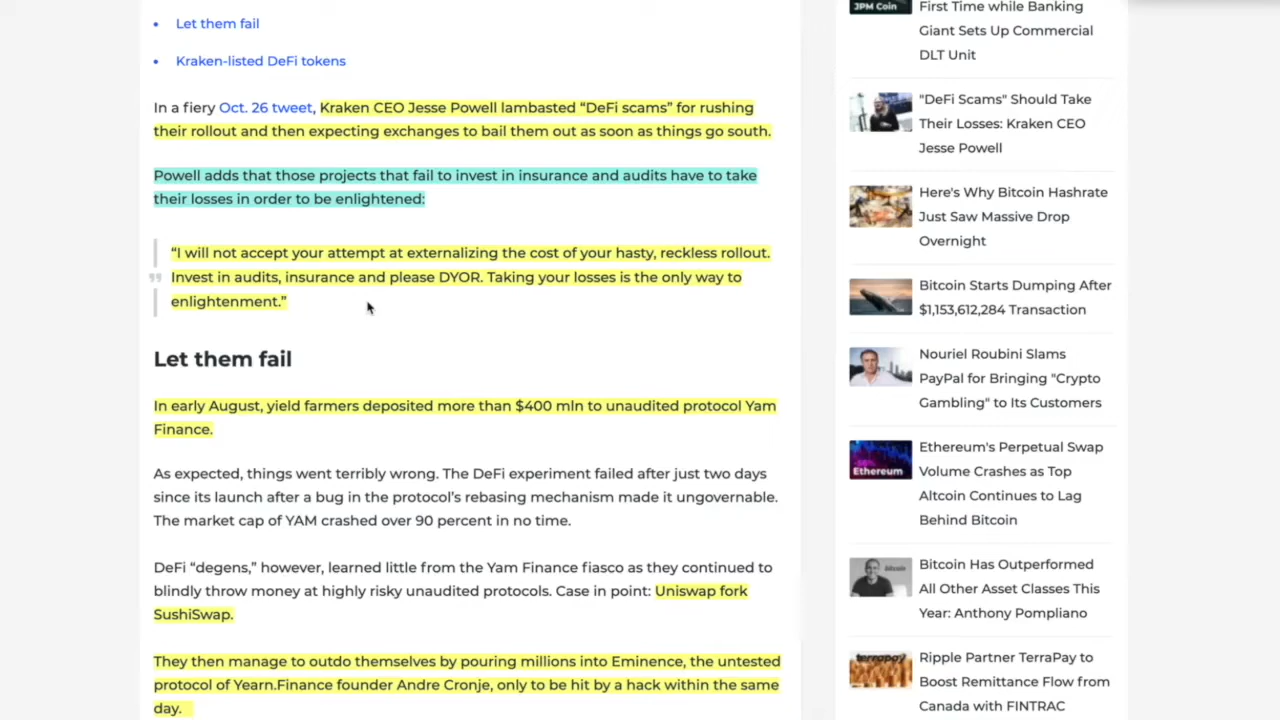 Let them fail
Kraken-listed DeFi tokens
In a fiery Oct. 26 tweet, Kraken CEO Jesse Powell lambasted “DeFi scams” for rushing
their rollout and then expecting exchanges to bail them out as soon as things go south.
Powell adds that those projects that fail to invest in insurance and audits have to take
their losses in order to be enlightened:
“I will not accept your attempt at externalizing the cost of your hasty, reckless rollout.
Invest in audits, insurance and please DYOR. Taking your losses is the only way to
enlightenment.”
Let them fail
In early August, yield farmers deposited more than $400 mln to unaudited protocol Yam
Finance.
As expected, things went terribly wrong. The DeFi experiment failed after just two days
since its launch after a bug in the protocol’s rebasing mechanism made it ungovernable.
The market cap of YAM crashed over 90 percent in no time.
DeFi “degens,” however, learned little from the Yam Finance fiasco as they continued to
blindly throw money at highly risky unaudited protocols. Case in point: Uniswap fork
SushiSwap.
They then manage to outdo themselves by pouring millions into Eminence, the untested
protocol of Yearn.Finance founder Andre Cronje, only to be hit by a hack within the same
day.
JPM Coin
First Time while Banking
Giant Sets Up Commercial
DLT Unit
"DeFi Scams" Should Take
Their Losses: Kraken CEO
Jesse Powell
Here's Why Bitcoin Hashrate
Just Saw Massive Drop
Overnight
Bitcoin Starts Dumping After
$1,153,612,284 Transaction
Nouriel Roubini Slams
PayPal for Bringing "Crypto
Gambling" to Its Customers
Ethereum
Ethereum's Perpetual Swap
Volume Crashes as Top
Altcoin Continues to Lag
Behind Bitcoin
bitcoin
Bitcoin Has Outperformed
All Other Asset Classes This
Year: Anthony Pompliano
terrapay
Ripple Partner TerraPay to
Boost Remittance Flow from
Canada with FINTRAC